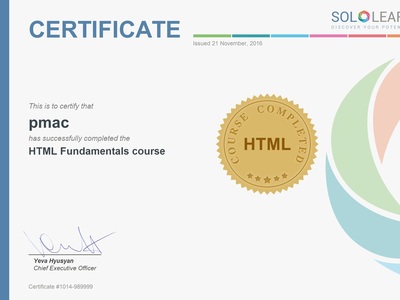 CERTIFICATE
SOLOLEAR
DISCOVER YOUR POTEN
Issued 21 November, 2016
This is to certify that
pmac
has successfully completed the
HTML Fundamentals course
COURSE COMPLETED
HTML
Yeva Hyusyan
Chief Executive Officer
Certificate #1014-989999